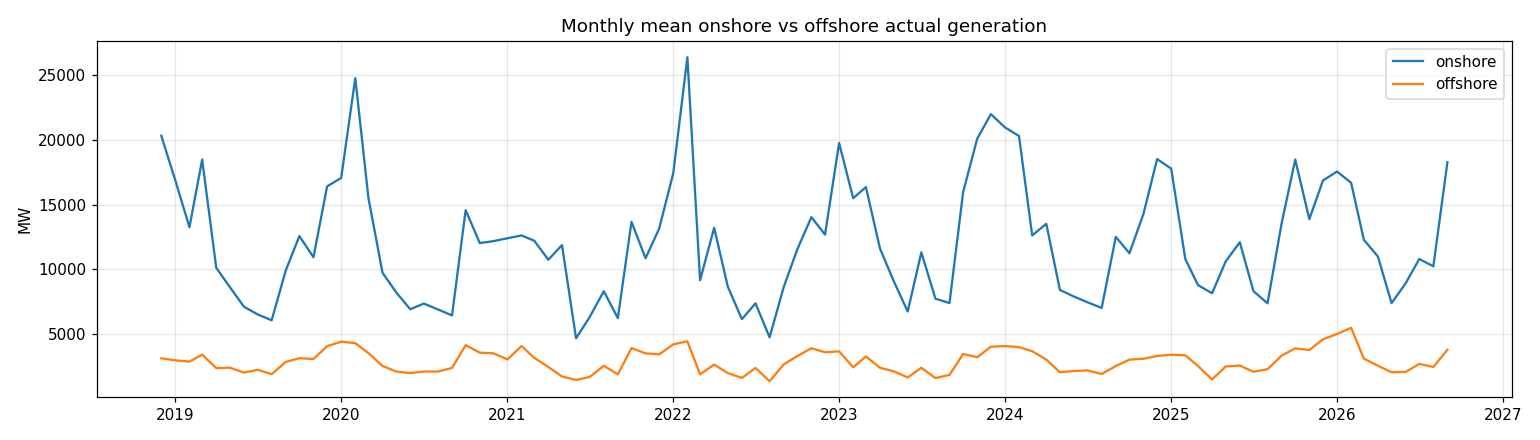 Monthly mean onshore vs offshore actual generation
onshore
offshore
MW
25000
20000
15000
10000
5000
2019 2020 2021 2022 2023 2024 2025 2026 2027